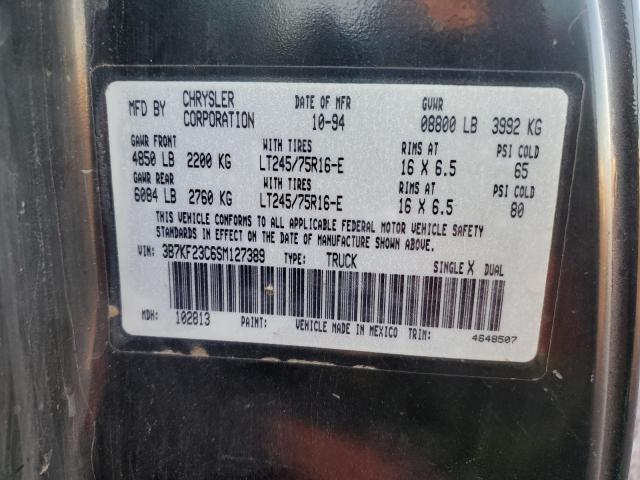 MFD BY CHRYSLER CORPORATION DATE OF MFR 10-94 GVWR 08800 LB 3992 KG
GAWR FRONT WITH TIRES RIMS AT PSI COLD
4850 LB 2200 KG LT245/75R16-E 16 X 6.5 65
GAWR REAR WITH TIRES RIMS AT PSI COLD
6084 LB 2760 KG LT245/75R16-E 16 X 6.5 80
THIS VEHICLE CONFORMS TO ALL APPLICABLE FEDERAL MOTOR VEHICLE SAFETY
STANDARDS IN EFFECT ON THE DATE OF MANUFACTURE SHOWN ABOVE.
VIN: 3B7KF23C6SM127389 TYPE: TRUCK SINGLE X DUAL
MDH: 102813 PAINT: VEHICLE MADE IN MEXICO TRIM: 4648507